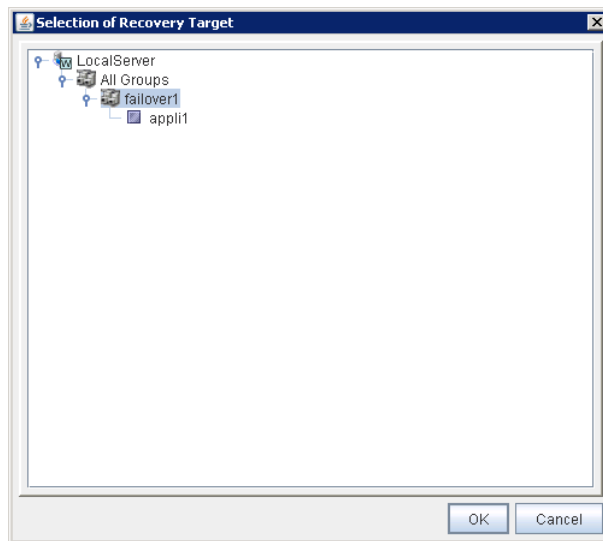 Selection of Recovery Target
LocalServer
All Groups
failover1
appli1
OK
Cancel